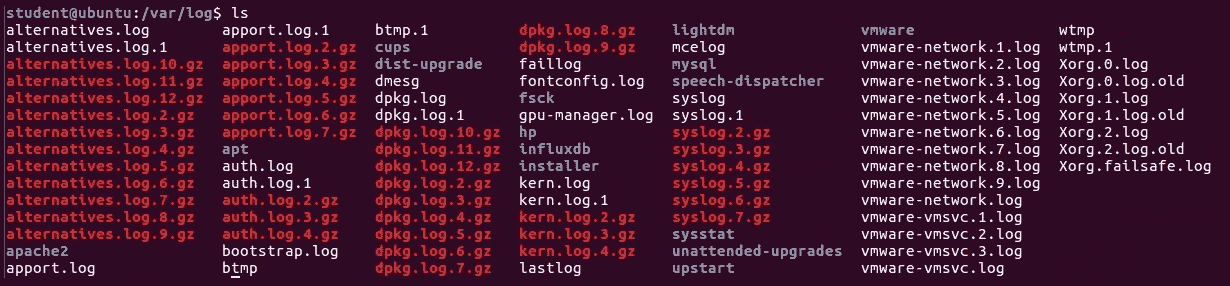 student@ubuntu:/var/log$ ls
alternatives.log apport.log.1 btmp.1 dpkg.log.8.gz lightdm vmware wtmp
alternatives.log.1 apport.log.2.gz cups dpkg.log.9.gz mcelog vmware-network.1.log wtmp.1
alternatives.log.10.gz apport.log.3.gz dist-upgrade faillog mysql vmware-network.2.log Xorg.0.log
alternatives.log.11.gz apport.log.4.gz dmesg fontconfig.log speech-dispatcher vmware-network.3.log Xorg.0.log.old
alternatives.log.12.gz apport.log.5.gz dpkg.log fsck syslog vmware-network.4.log Xorg.1.log
alternatives.log.2.gz apport.log.6.gz dpkg.log.1 gpu-manager.log syslog.1 vmware-network.5.log Xorg.1.log.old
alternatives.log.3.gz apport.log.7.gz dpkg.log.10.gz hp syslog.2.gz vmware-network.6.log Xorg.2.log
alternatives.log.4.gz apt dpkg.log.11.gz influxdb syslog.3.gz vmware-network.7.log Xorg.2.log.old
alternatives.log.5.gz auth.log dpkg.log.12.gz installer syslog.4.gz vmware-network.8.log Xorg.failsafe.log
alternatives.log.6.gz auth.log.1 dpkg.log.2.gz kern.log syslog.5.gz vmware-network.9.log
alternatives.log.7.gz auth.log.2.gz dpkg.log.3.gz kern.log.1 syslog.6.gz vmware-network.log
alternatives.log.8.gz auth.log.3.gz dpkg.log.4.gz kern.log.2.gz syslog.7.gz vmware-vmsvc.1.log
alternatives.log.9.gz auth.log.4.gz dpkg.log.5.gz kern.log.3.gz sysstat vmware-vmsvc.2.log
apache2 bootstrap.log dpkg.log.6.gz kern.log.4.gz unattended-upgrades vmware-vmsvc.3.log
apport.log btmp dpkg.log.7.gz lastlog upstart vmware-vmsvc.log